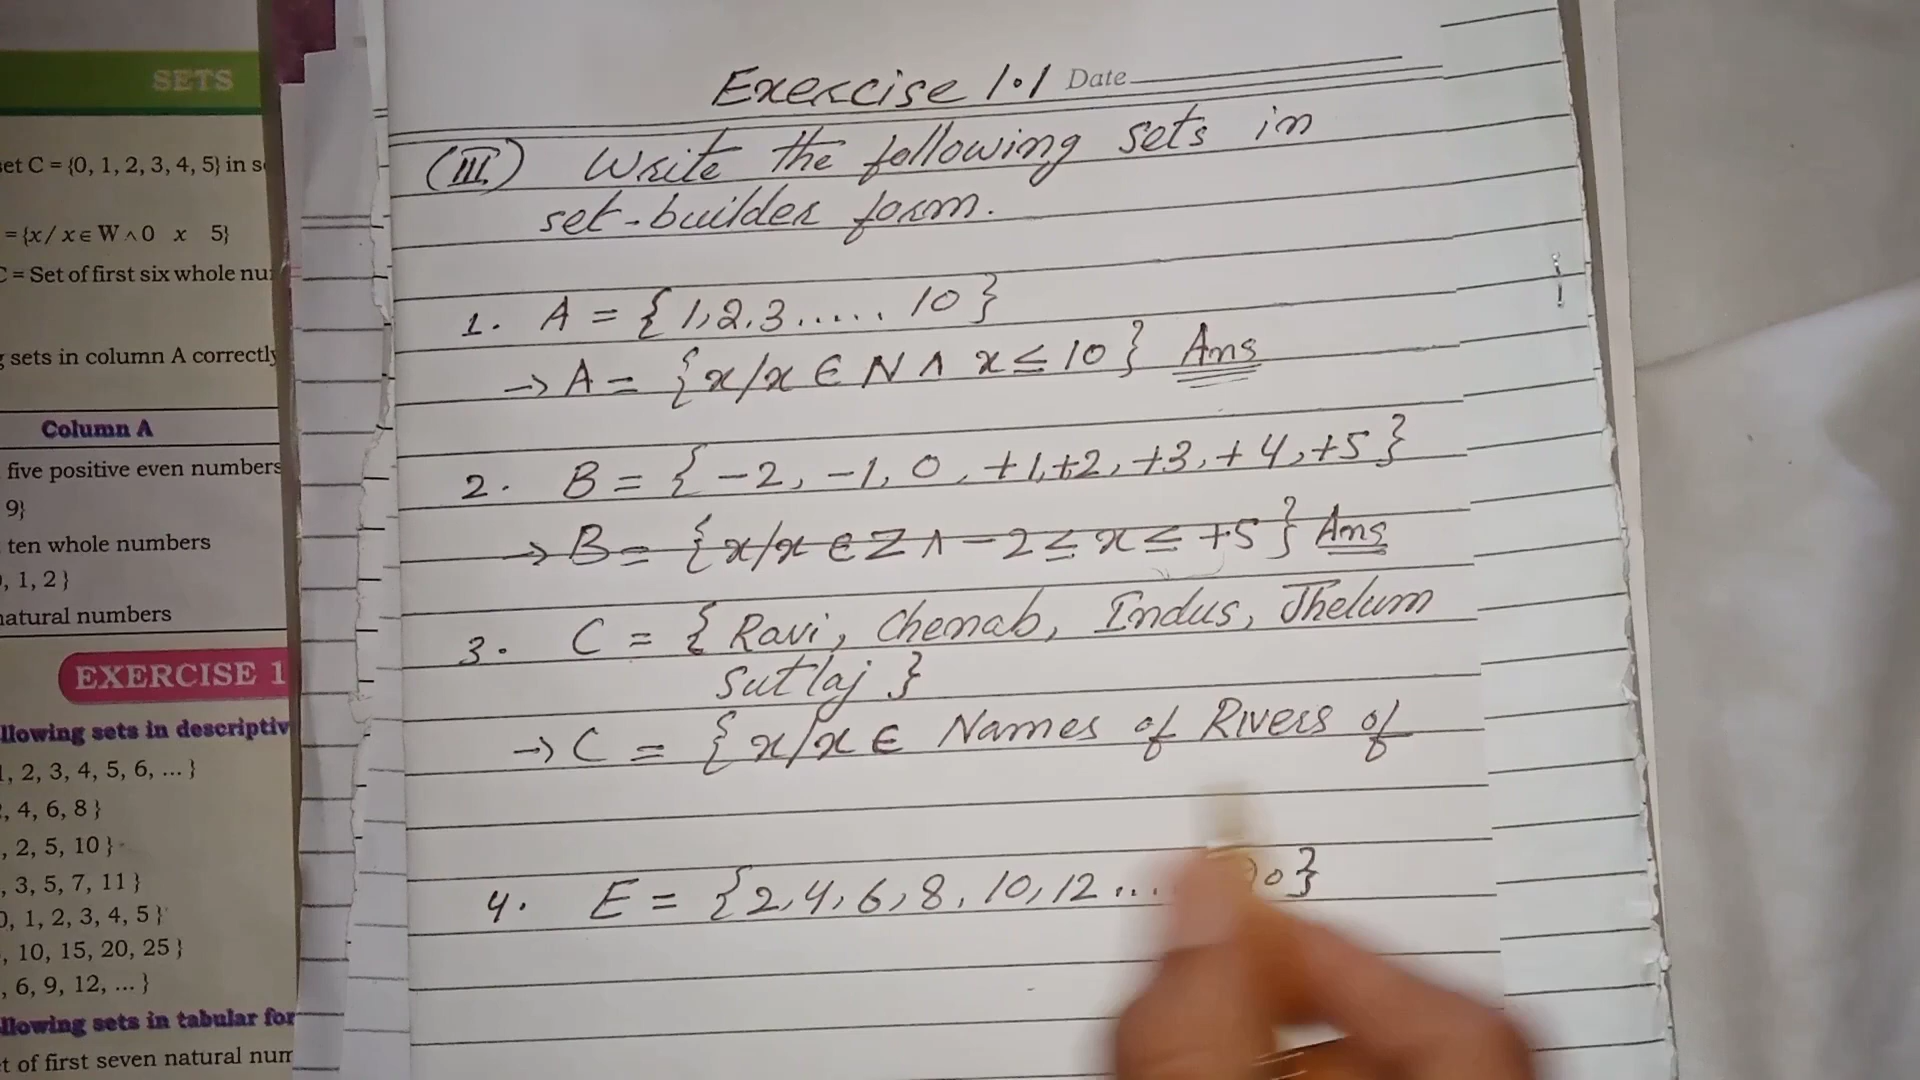 SETS
et C = {0, 1, 2, 3, 4, 5} in s
= {x / x ∈ W ∧ 0 x 5}
C = Set of first six whole nu
sets in column A correctly
Column A
five positive even numbers
9}
ten whole numbers
, 1, 2 }
natural numbers
EXERCISE 1
llowing sets in descriptiv
1, 2, 3, 4, 5, 6, ... }
, 4, 6, 8 }
, 2, 5, 10 }
, 3, 5, 7, 11 }
0, 1, 2, 3, 4, 5 }
, 10, 15, 20, 25 }
, 6, 9, 12, ... }
llowing sets in tabular for
t of first seven natural num
Exercise 1.1 Date
(III) Write the following sets in
set-builder form.
1. A = { 1, 2, 3 ..... 10 }
→ A = { x/x ∈ N ∧ x ≤ 10 } Ans
2. B = { -2, -1, 0, +1, +2, +3, +4, +5 }
→ B = { x/x ∈ Z ∧ -2 ≤ x ≤ +5 } Ans
3. C = { Ravi, Chenab, Indus, Jhelum
Sutlaj }
→ C = { x/x ∈ Names of Rivers of
4. E = { 2, 4, 6, 8, 10, 12 ... 0 }